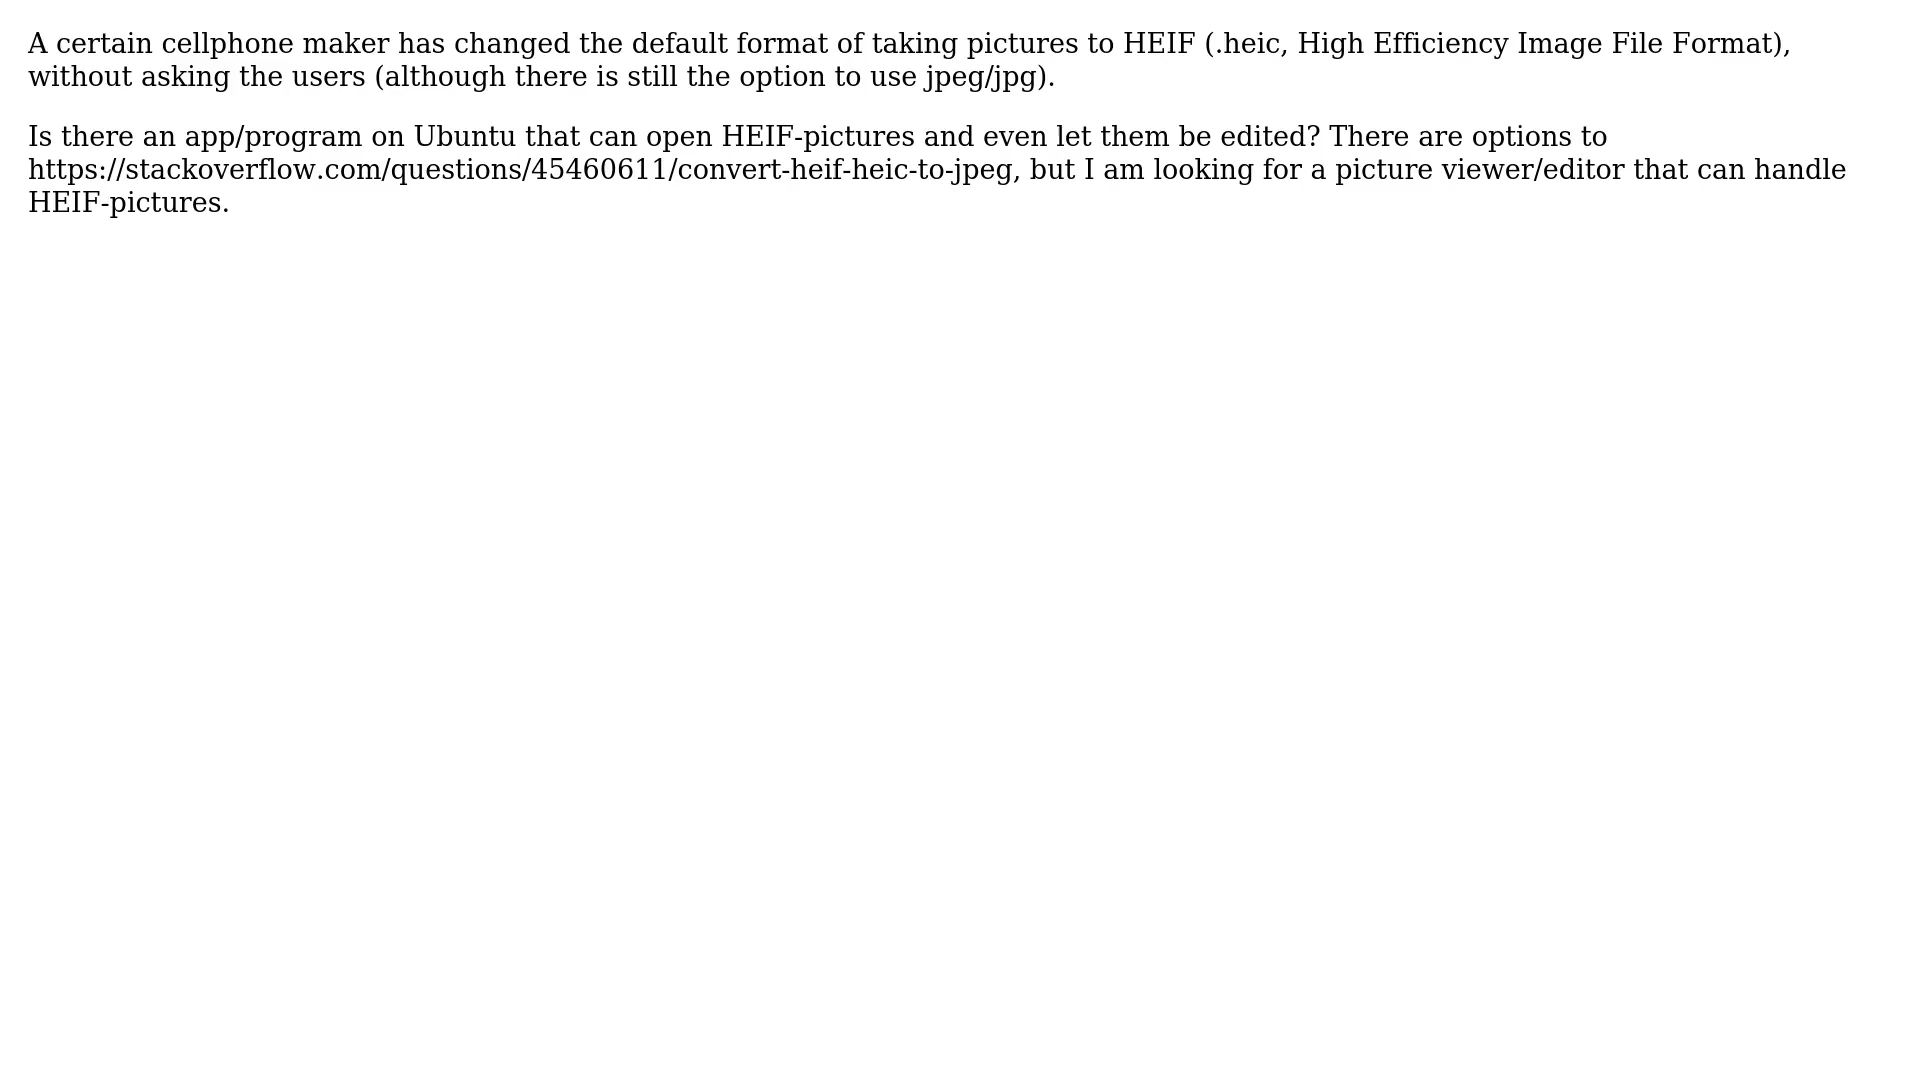 A certain cellphone maker has changed the default format of taking pictures to HEIF (.heic, High Efficiency Image File Format),
without asking the users (although there is still the option to use jpeg/jpg).
Is there an app/program on Ubuntu that can open HEIF-pictures and even let them be edited? There are options to
https://stackoverflow.com/questions/45460611/convert-heif-heic-to-jpeg, but I am looking for a picture viewer/editor that can handle
HEIF-pictures.